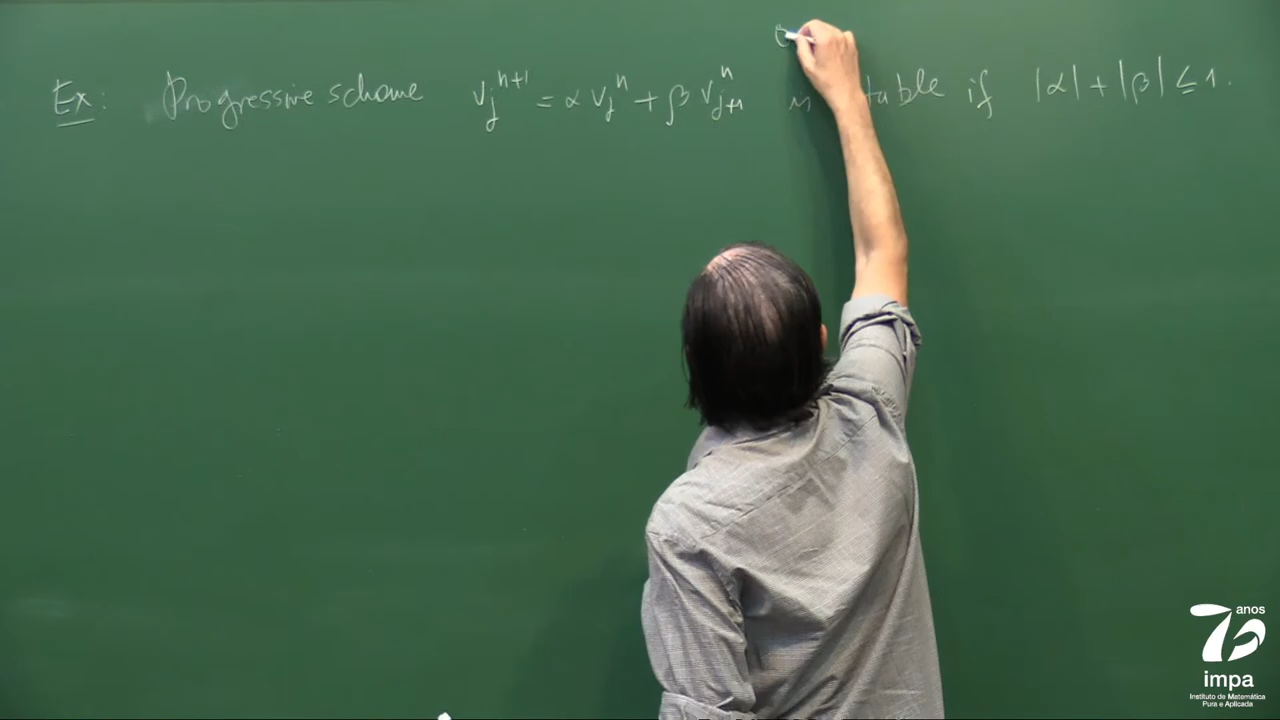 Ex: Progressive scheme v_j^{n+1} = α v_j^n + β v_{j+1}^n is stable if |α| + |β| ≤ 1.
75 anos
impa
Instituto de Matemática
Pura e Aplicada